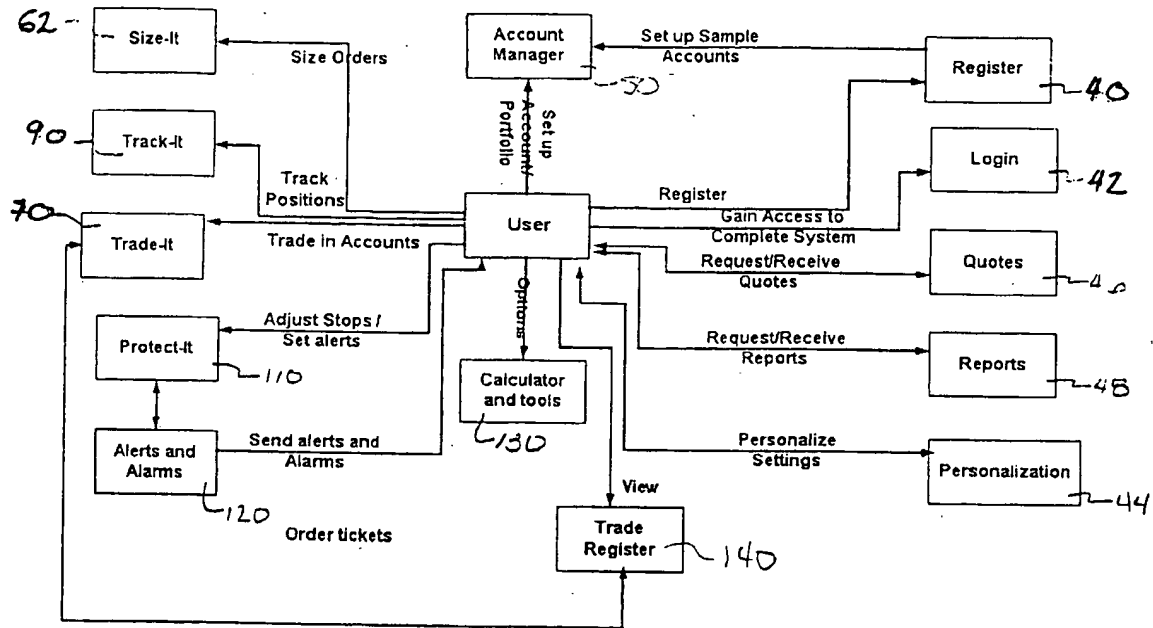 62
Size-It
Size Orders
Account
Manager
50
Set up Sample
Accounts
Register
40
90
Track-It
Track
Positions
Set up
Account/
Portfolio
Login
42
70
Trade-It
Trade in Accounts
User
Register
Gain Access to
Complete System
Request/Receive
Quotes
Quotes
Adjust Stops /
Set alerts
Protect-It
110
Options
Calculator
and tools
130
Request/Receive
Reports
Reports
48
Alerts and
Alarms
120
Send alerts and
Alarms
Personalize
Settings
Personalization
44
View
Order tickets
Trade
Register
140